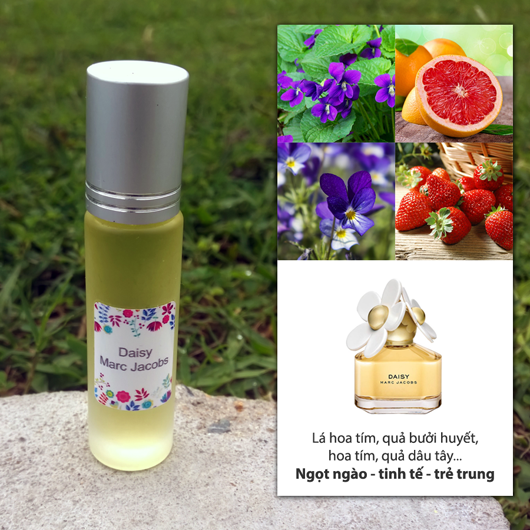 Daisy
Marc Jacobs
DAISY
MARC JACOBS
Lá hoa tím, quả bưởi huyết,
hoa tím, quả dâu tây...
Ngọt ngào - tinh tế - trẻ trung